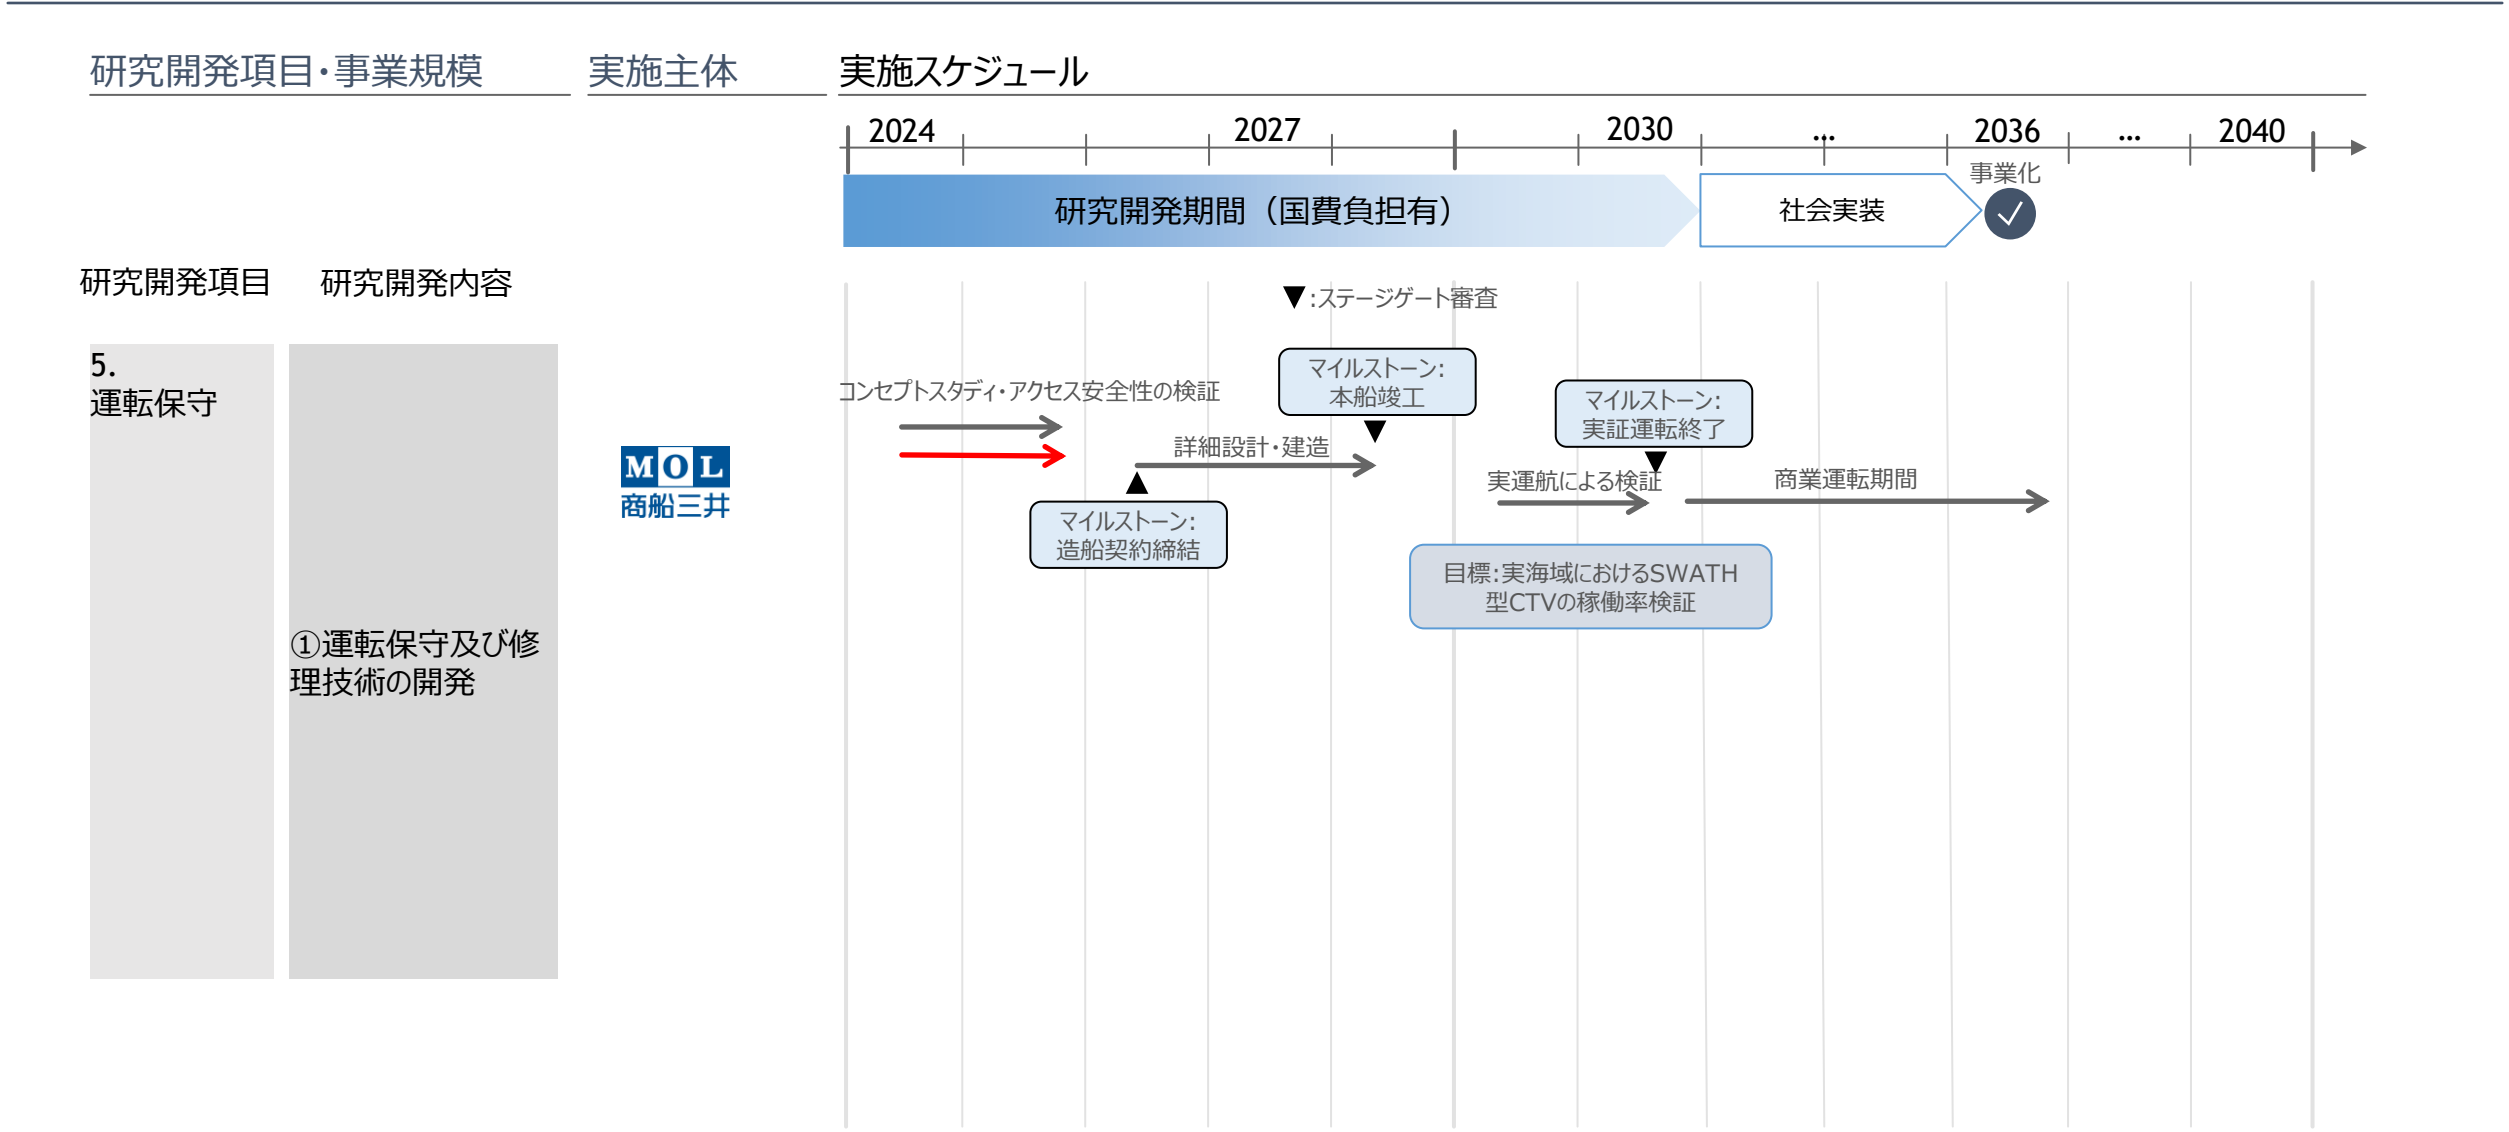 研究開発項目・事業規模
実施主体
実施スケジュール
2024
2027
2030
…
2036
…
2040
事業化
研究開発期間（国費負担有）
社会実装
研究開発項目
研究開発内容
▼:ステージゲート審査
5.
運転保守
①運転保守及び修
理技術の開発
MOL
商船三井
コンセプトスタディ・アクセス安全性の検証
マイルストーン:
本船竣工
詳細設計・建造
マイルストーン:
造船契約締結
マイルストーン:
実証運転終了
実運航による検証
商業運転期間
目標:実海域におけるSWATH
型CTVの稼働率検証